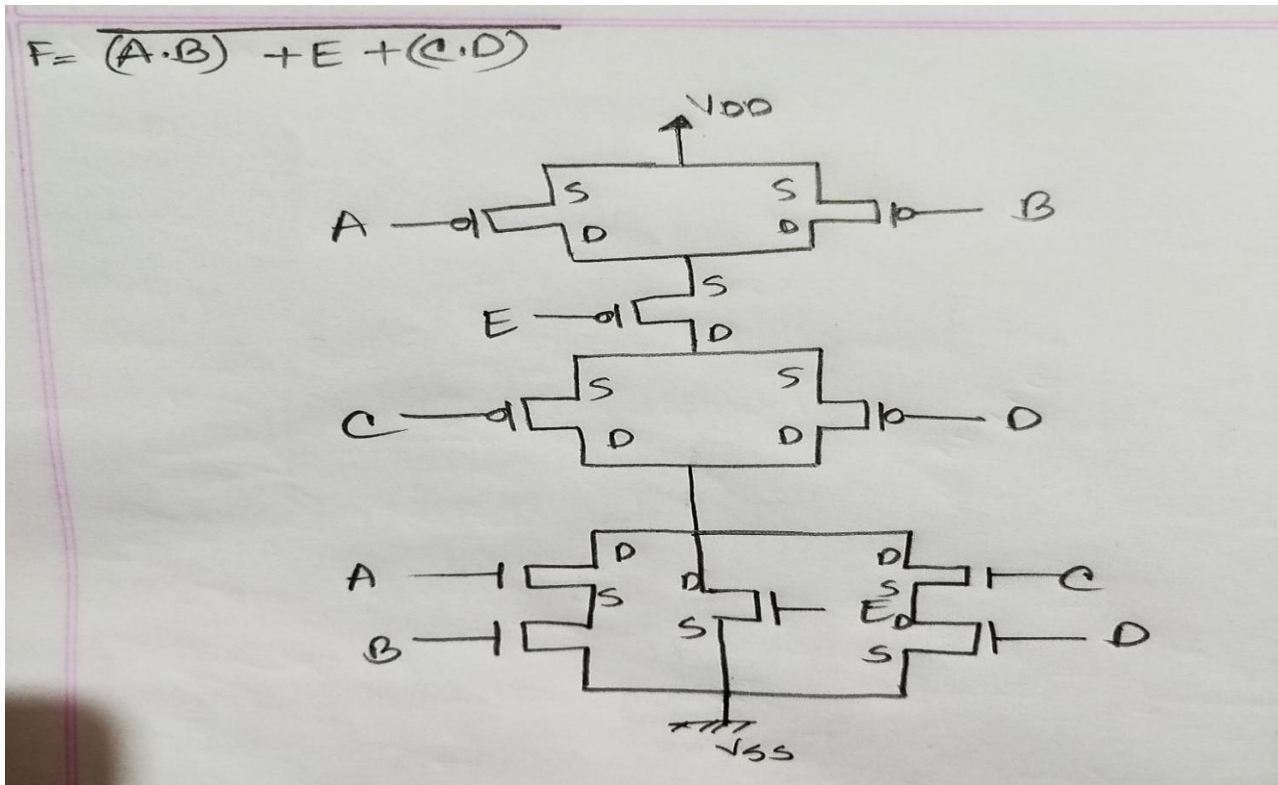 F = (A.B) + E + (C.D)
VDD
S S
A B
D D
S
E
D
S S
C D
D D
D D
A C
S D S
E D
B S D
S
VSS